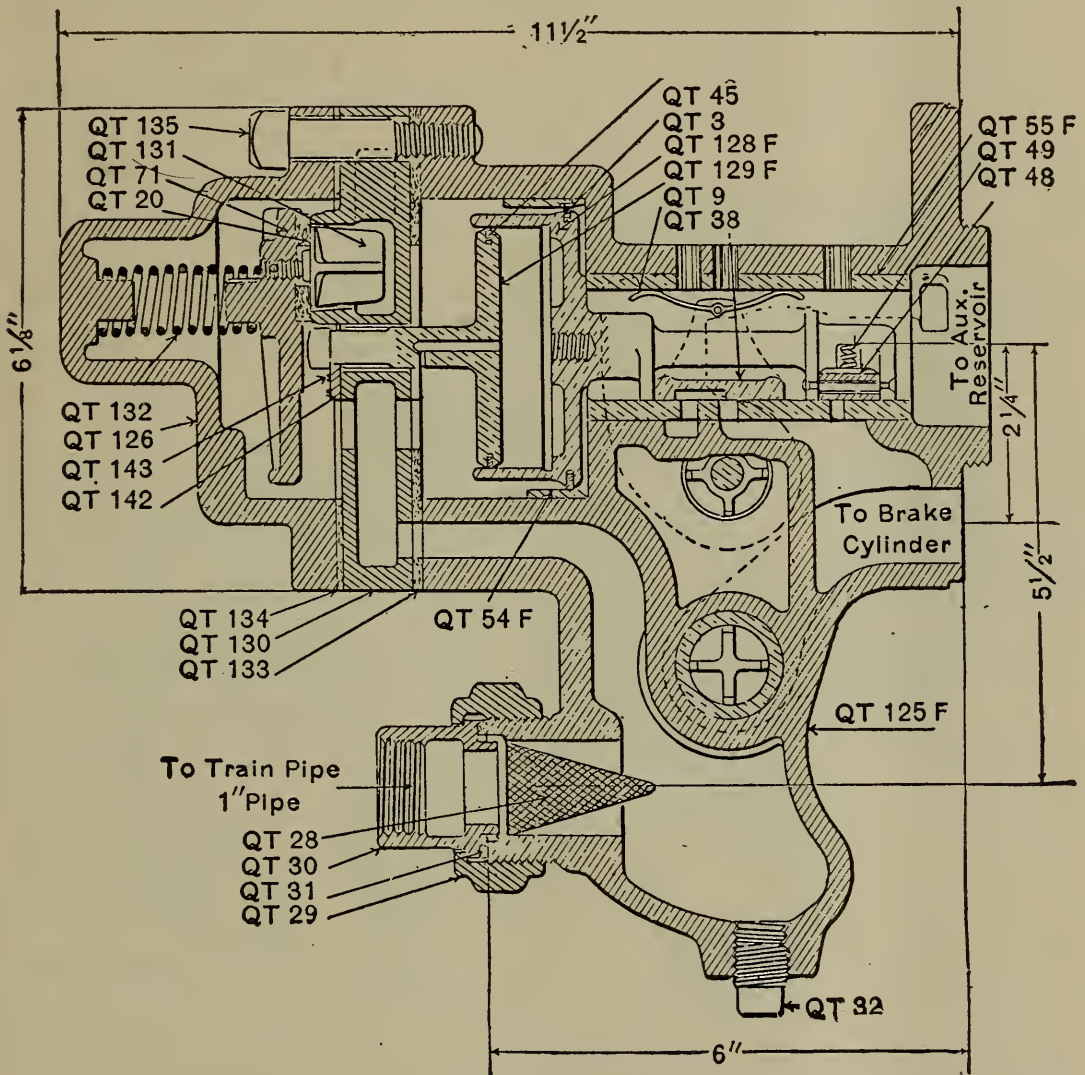 11½"
QT 45
QT 3
QT 128 F
QT 129 F
QT 9
QT 38
QT 55 F
QT 49
QT 48
QT 135
QT 131
QT 71
QT 20
6⅛"
To Aux.
Reservoir
2¼"
QT 132
QT 126
QT 143
QT 142
To Brake
Cylinder
5½"
QT 134
QT 130
QT 133
QT 54 F
QT 125 F
To Train Pipe
1" Pipe
QT 28
QT 30
QT 31
QT 29
QT 32
6"